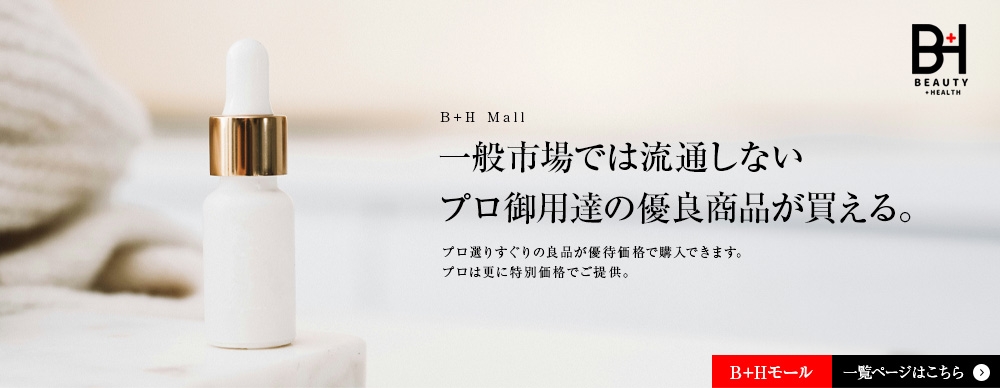 B+H
BEAUTY
+HEALTH
B+H Mall
一般市場では流通しない
プロ御用達の優良商品が買える。
プロ選りすぐりの良品が優待価格で購入できます。
プロは更に特別価格でご提供。
B+Hモール
一覧ページはこちら